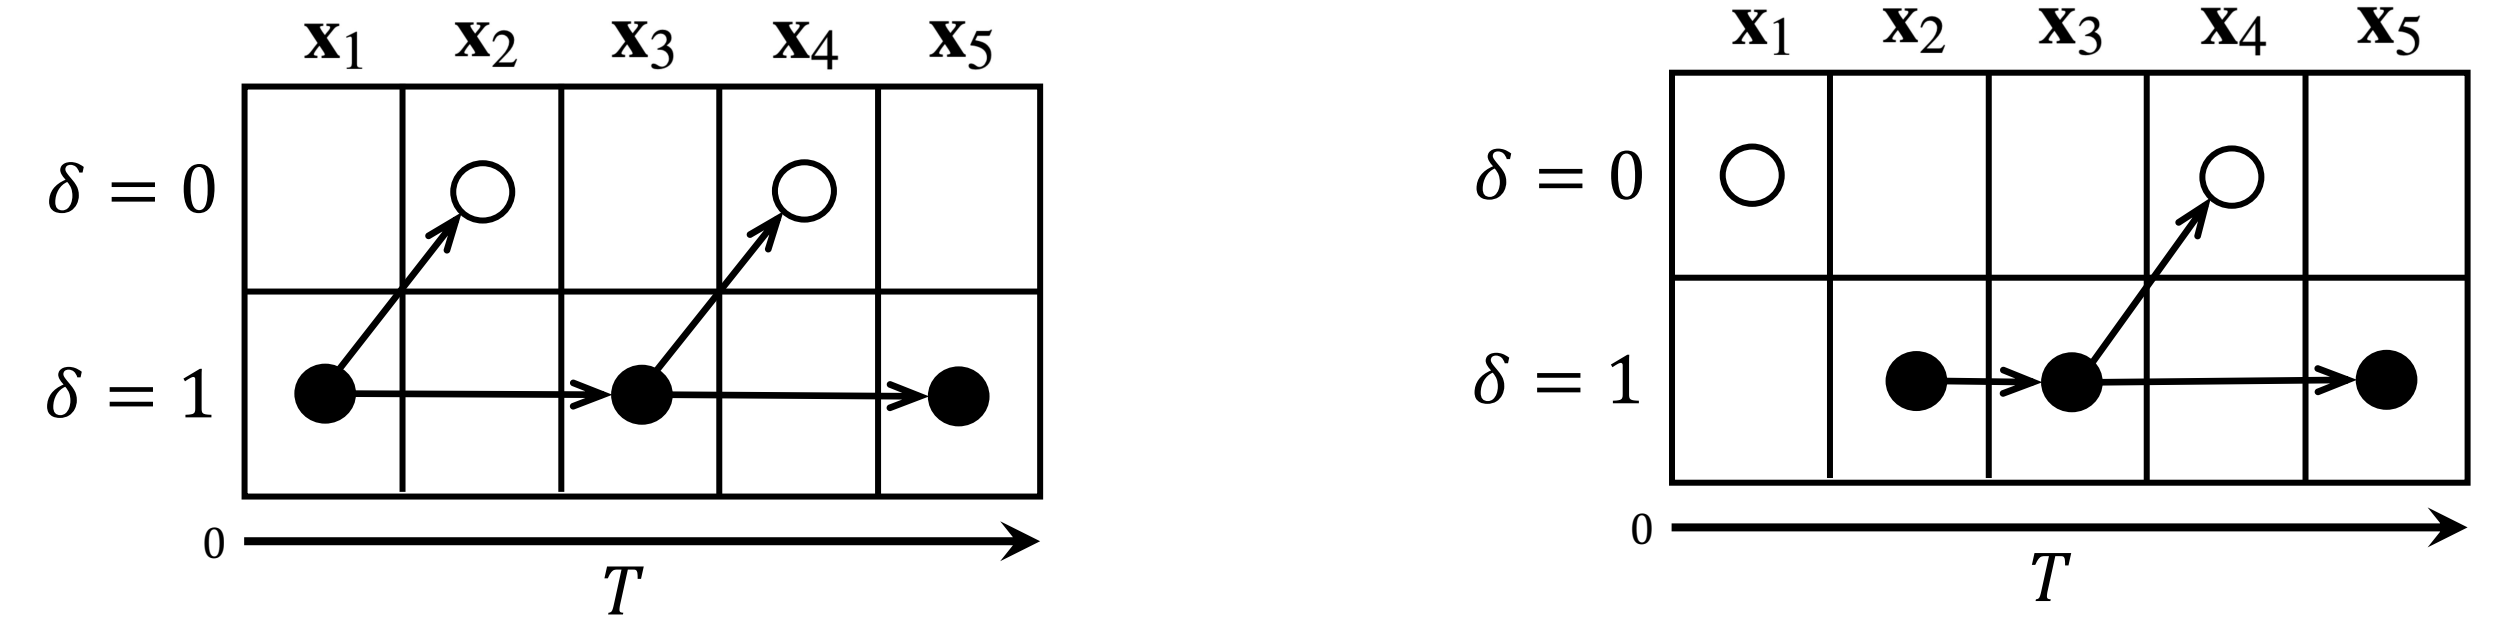 x₁ x₂ x₃ x₄ x₅
δ = 0
δ = 1
0
T
x₁ x₂ x₃ x₄ x₅
δ = 0
δ = 1
0
T